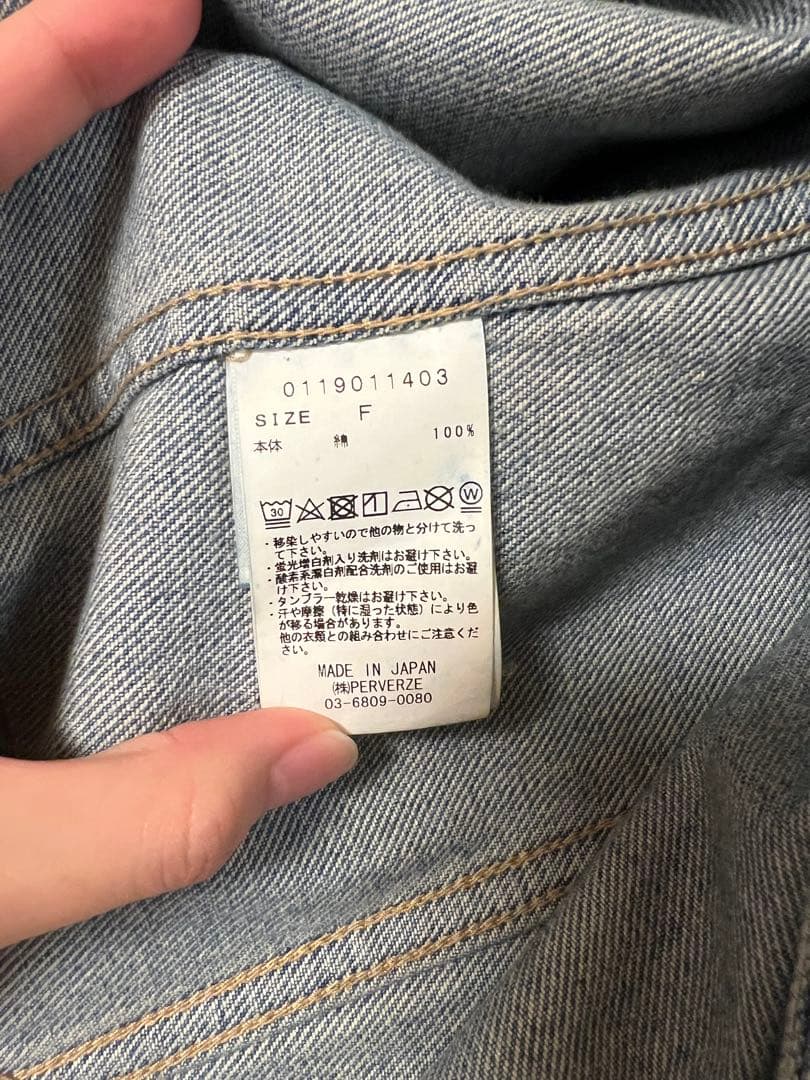 0119011403
SIZE F
本体 綿 100%
30 W
・移染しやすいので他の物と分けて洗っ
て下さい。
・蛍光増白剤入り洗剤はお避け下さい。
・酸素系漂白剤配合洗剤のご使用はお避
け下さい。
・タンブラー乾燥はお避け下さい。
・汗や摩擦（特に湿った状態）により色
が移る場合があります。
他の衣類との組み合わせにご注意くだ
さい。
MADE IN JAPAN
㈱PERVERZE
03-6809-0080